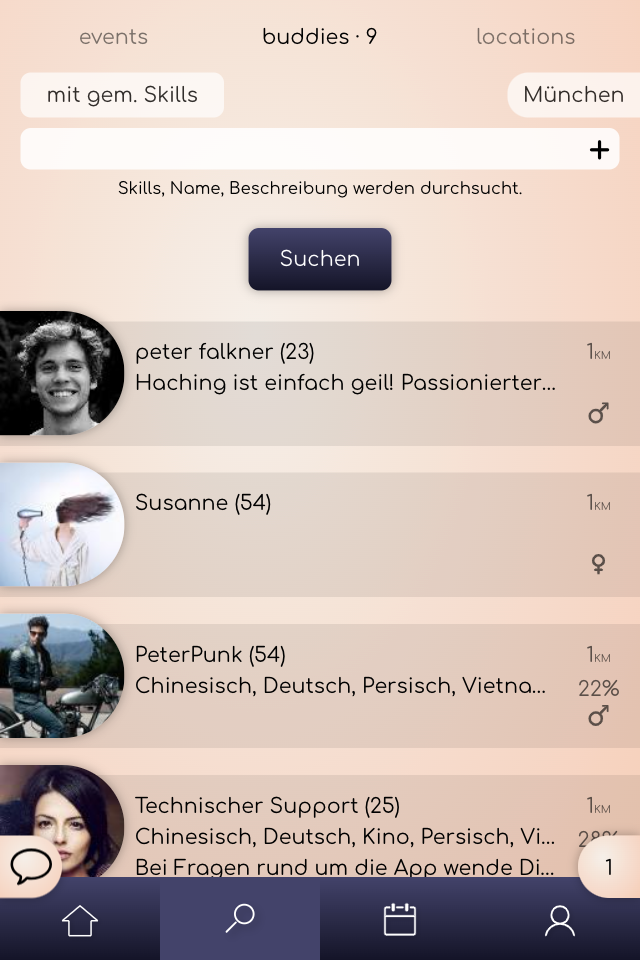 events buddies · 9 locations
mit gem. Skills München
Skills, Name, Beschreibung werden durchsucht.
Suchen
peter falkner (23) 1KM
Haching ist einfach geil! Passionierter...
Susanne (54) 1KM
PeterPunk (54) 1KM
Chinesisch, Deutsch, Persisch, Vietna... 22%
Technischer Support (25) 1KM
Chinesisch, Deutsch, Kino, Persisch, Vi...
Bei Fragen rund um die App wende Di... 1